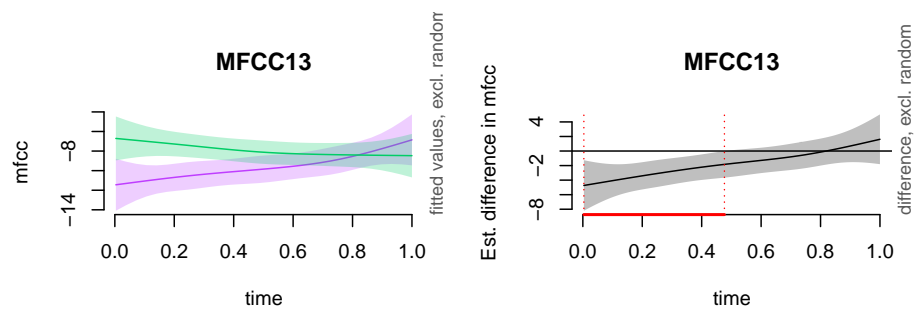 MFCC13
mfcc
-8
-14
0.0 0.2 0.4 0.6 0.8 1.0
time
fitted values, excl. random
MFCC13
Est. difference in mfcc
4
-2
-8
0.0 0.2 0.4 0.6 0.8 1.0
time
difference, excl. random